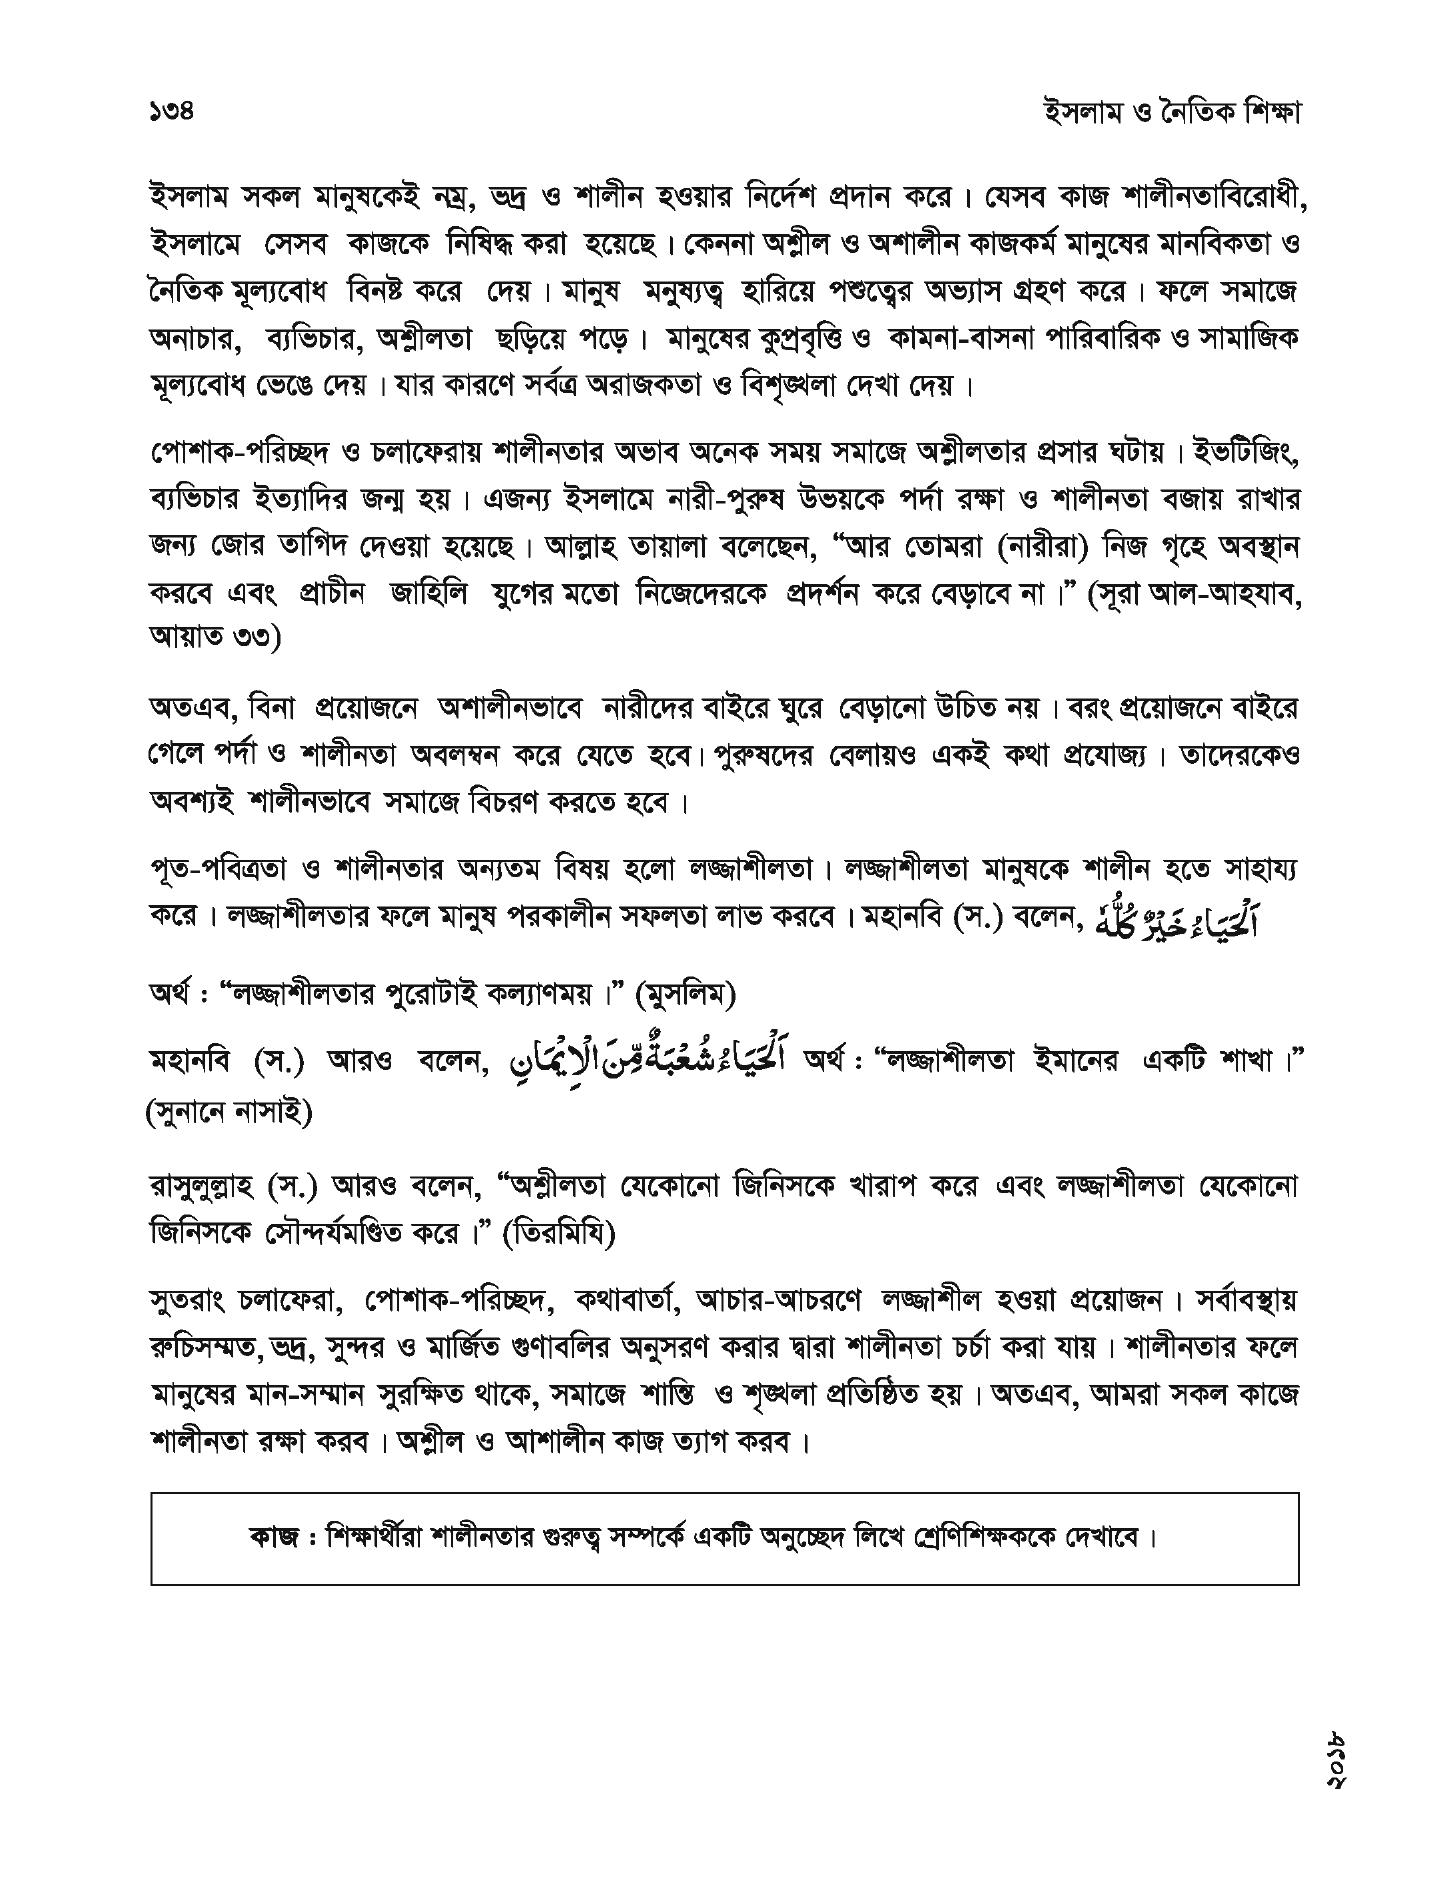 ১৩৪
ইসলাম ও নৈতিক শিক্ষা
ইসলাম সকল মানুষকেই নম্র, ভদ্র ও শালীন হওয়ার নির্দেশ প্রদান করে। যেসব কাজ শালীনতাবিরোধী,
ইসলামে সেসব কাজকে নিষিদ্ধ করা হয়েছে। কেননা অশ্লীল ও অশালীন কাজকর্ম মানুষের মানবিকতা ও
নৈতিক মূল্যবোধ বিনষ্ট করে দেয়। মানুষ মনুষ্যত্ব হারিয়ে পশুত্বের অভ্যাস গ্রহণ করে। ফলে সমাজে
অনাচার, ব্যভিচার, অশ্লীলতা ছড়িয়ে পড়ে। মানুষের কুপ্রবৃত্তি ও কামনা-বাসনা পারিবারিক ও সামাজিক
মূল্যবোধ ভেঙে দেয়। যার কারণে সর্বত্র অরাজকতা ও বিশৃঙ্খলা দেখা দেয়।
পোশাক-পরিচ্ছদ ও চলাফেরায় শালীনতার অভাব অনেক সময় সমাজে অশ্লীলতার প্রসার ঘটায়। ইভটিজিং,
ব্যভিচার ইত্যাদির জন্ম হয়। এজন্য ইসলামে নারী-পুরুষ উভয়কে পর্দা রক্ষা ও শালীনতা বজায় রাখার
জন্য জোর তাগিদ দেওয়া হয়েছে। আল্লাহ তায়ালা বলেছেন, “আর তোমরা (নারীরা) নিজ গৃহে অবস্থান
করবে এবং প্রাচীন জাহিলি যুগের মতো নিজেদেরকে প্রদর্শন করে বেড়াবে না।” (সূরা আল-আহযাব,
আয়াত ৩৩)
অতএব, বিনা প্রয়োজনে অশালীনভাবে নারীদের বাইরে ঘুরে বেড়ানো উচিত নয়। বরং প্রয়োজনে বাইরে
গেলে পর্দা ও শালীনতা অবলম্বন করে যেতে হবে। পুরুষদের বেলায়ও একই কথা প্রযোজ্য। তাদেরকেও
অবশ্যই শালীনভাবে সমাজে বিচরণ করতে হবে।
পূত-পবিত্রতা ও শালীনতার অন্যতম বিষয় হলো লজ্জাশীলতা। লজ্জাশীলতা মানুষকে শালীন হতে সাহায্য
করে। লজ্জাশীলতার ফলে মানুষ পরকালীন সফলতা লাভ করবে। মহানবি (স.) বলেন, اَلْحَيَاءُ خَيْرٌ كُلُّهٗ
অর্থ : “লজ্জাশীলতার পুরোটাই কল্যাণময়।” (মুসলিম)
মহানবি (স.) আরও বলেন, اَلْحَيَاءُ شُعْبَةٌ مِّنَ الْاِيْمَانِ অর্থ : “লজ্জাশীলতা ইমানের একটি শাখা।”
(সুনানে নাসাই)
রাসুলুল্লাহ (স.) আরও বলেন, “অশ্লীলতা যেকোনো জিনিসকে খারাপ করে এবং লজ্জাশীলতা যেকোনো
জিনিসকে সৌন্দর্যমণ্ডিত করে।” (তিরমিযি)
সুতরাং চলাফেরা, পোশাক-পরিচ্ছদ, কথাবার্তা, আচার-আচরণে লজ্জাশীল হওয়া প্রয়োজন। সর্বাবস্থায়
রুচিসম্মত, ভদ্র, সুন্দর ও মার্জিত গুণাবলির অনুসরণ করার দ্বারা শালীনতা চর্চা করা যায়। শালীনতার ফলে
মানুষের মান-সম্মান সুরক্ষিত থাকে, সমাজে শান্তি ও শৃঙ্খলা প্রতিষ্ঠিত হয়। অতএব, আমরা সকল কাজে
শালীনতা রক্ষা করব। অশ্লীল ও আশালীন কাজ ত্যাগ করব।
কাজ : শিক্ষার্থীরা শালীনতার গুরুত্ব সম্পর্কে একটি অনুচ্ছেদ লিখে শ্রেণিশিক্ষককে দেখাবে।
২০১৮